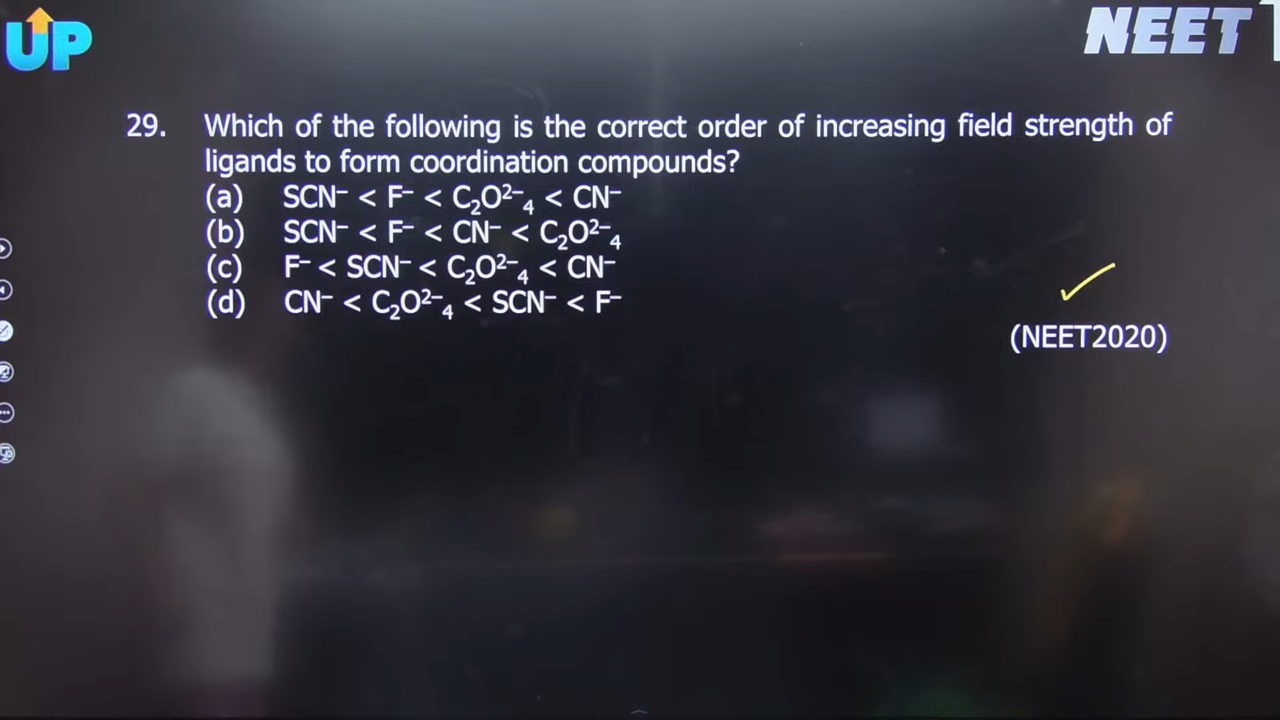 UP
NEET
29. Which of the following is the correct order of increasing field strength of
ligands to form coordination compounds?
(a) SCN⁻ < F⁻ < C₂O²⁻₄ < CN⁻
(b) SCN⁻ < F⁻ < CN⁻ < C₂O²⁻₄
(c) F⁻ < SCN⁻ < C₂O²⁻₄ < CN⁻
(d) CN⁻ < C₂O²⁻₄ < SCN⁻ < F⁻
(NEET2020)